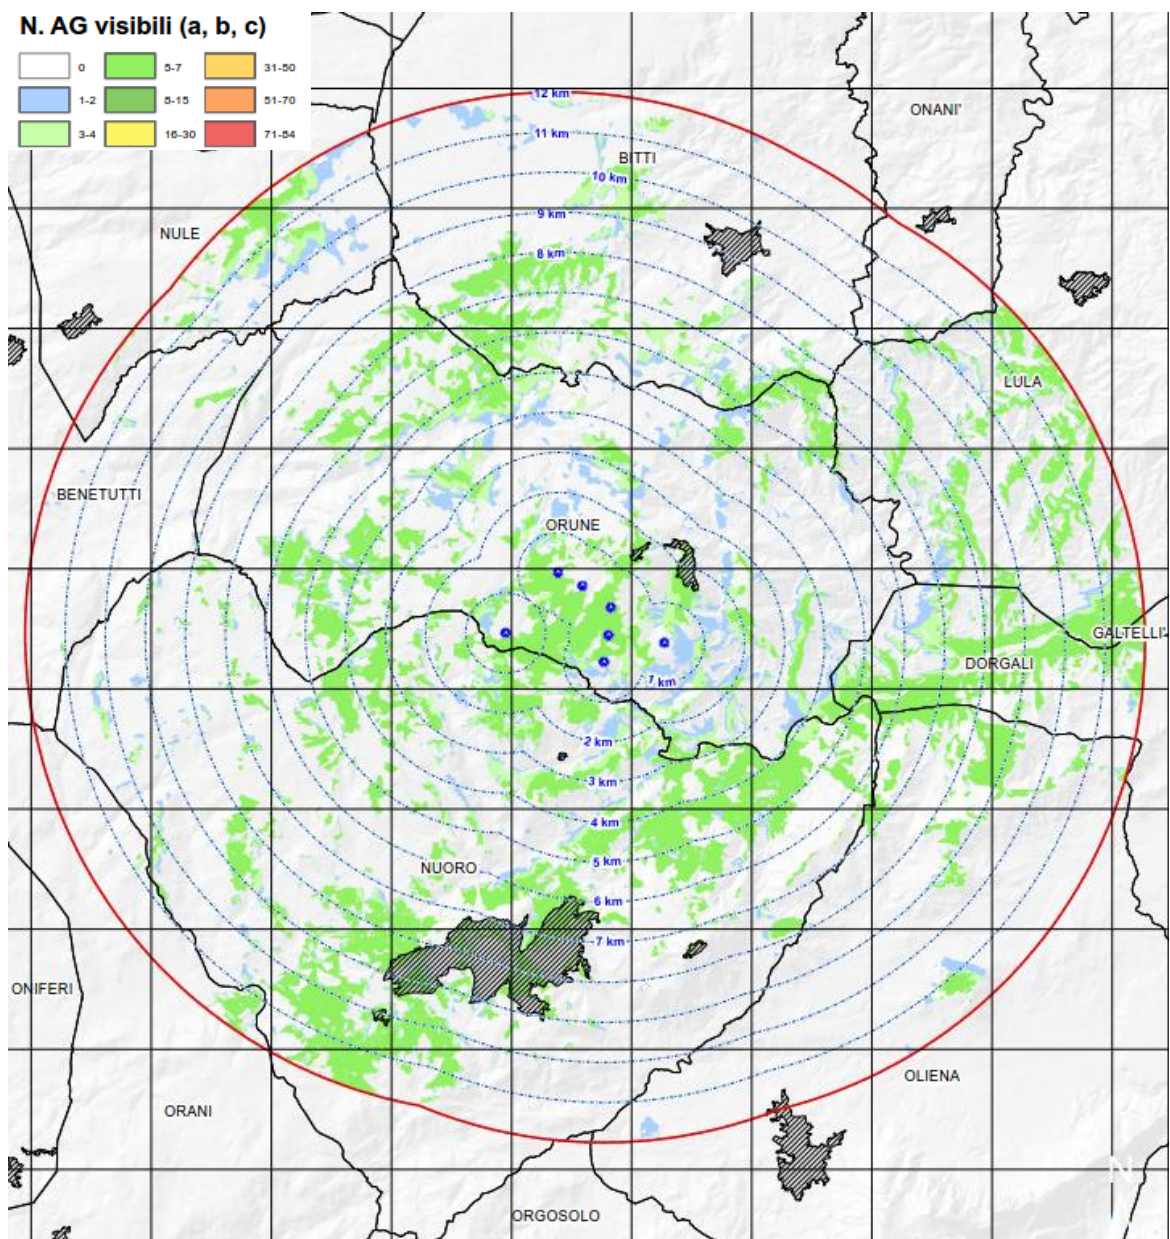 N. AG visibili (a, b, c)
0
5-7
31-50
1-2
8-15
51-70
3-4
16-30
71-84
12 km
ONANI'
11 km
BITTI
10 km
9 km
NULE
8 km
LULA
BENETUTTI
ORUNE
GALTELLI'
DORGALI
1 km
2 km
3 km
4 km
5 km
NUORO
6 km
7 km
ONIFERI
OLIENA
ORANI
N
ORGOSOLO